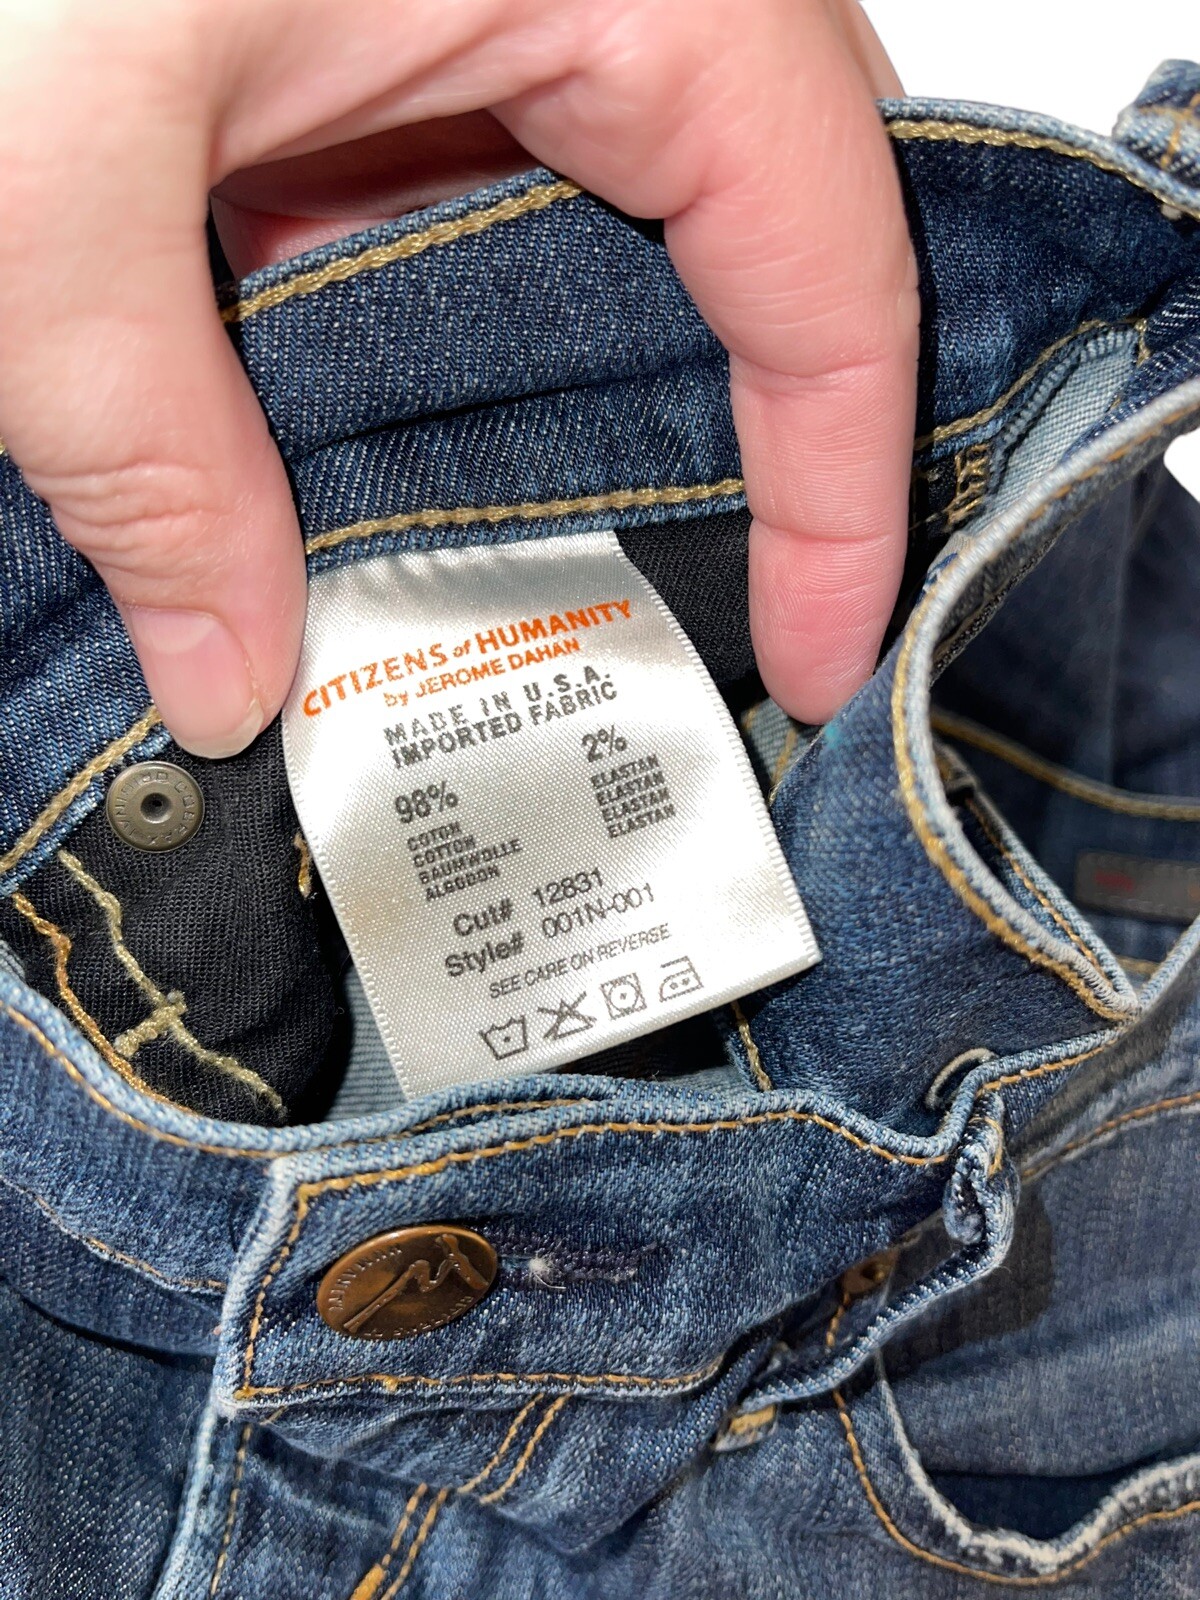 CITIZENS of HUMANITY
by JEROME DAHAN
MADE IN U.S.A.
IMPORTED FABRIC
98%
COTON
COTTON
BAUMWOLLE
ALGODON
2%
ELASTAN
ELASTAN
ELASTAN
ELASTAN
Cut# 12831
Style# 001N-001
SEE CARE ON REVERSE